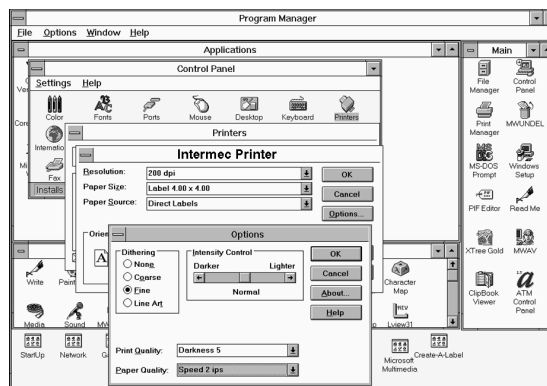 Program Manager
File Options Window Help
Applications
Main
Control Panel
Settings Help
Color Fonts Ports Mouse Desktop Keyboard Printers
File Manager
Control Panel
Print Manager
MWUNDEL
MS-DOS Prompt
Windows Setup
PIF Editor
Read Me
XTree Gold
MWAV
ClipBook Viewer
ATM Control Panel
Printers
Fax
Installs
Intermec Printer
Resolution: 200 dpi
Paper Size: Label 4.00 x 4.00
Paper Source: Direct Labels
OK
Cancel
Options...
Options
Dithering
None
Coarse
Fine
Line Art
Intensity Control
Darker Lighter
Normal
OK
Cancel
About...
Help
Print Quality: Darkness 5
Paper Quality: Speed 2 ips
Write
Media
Sound
Character Map
Lview31
StartUp
Network
Microsoft Multimedia
Create-A-Label